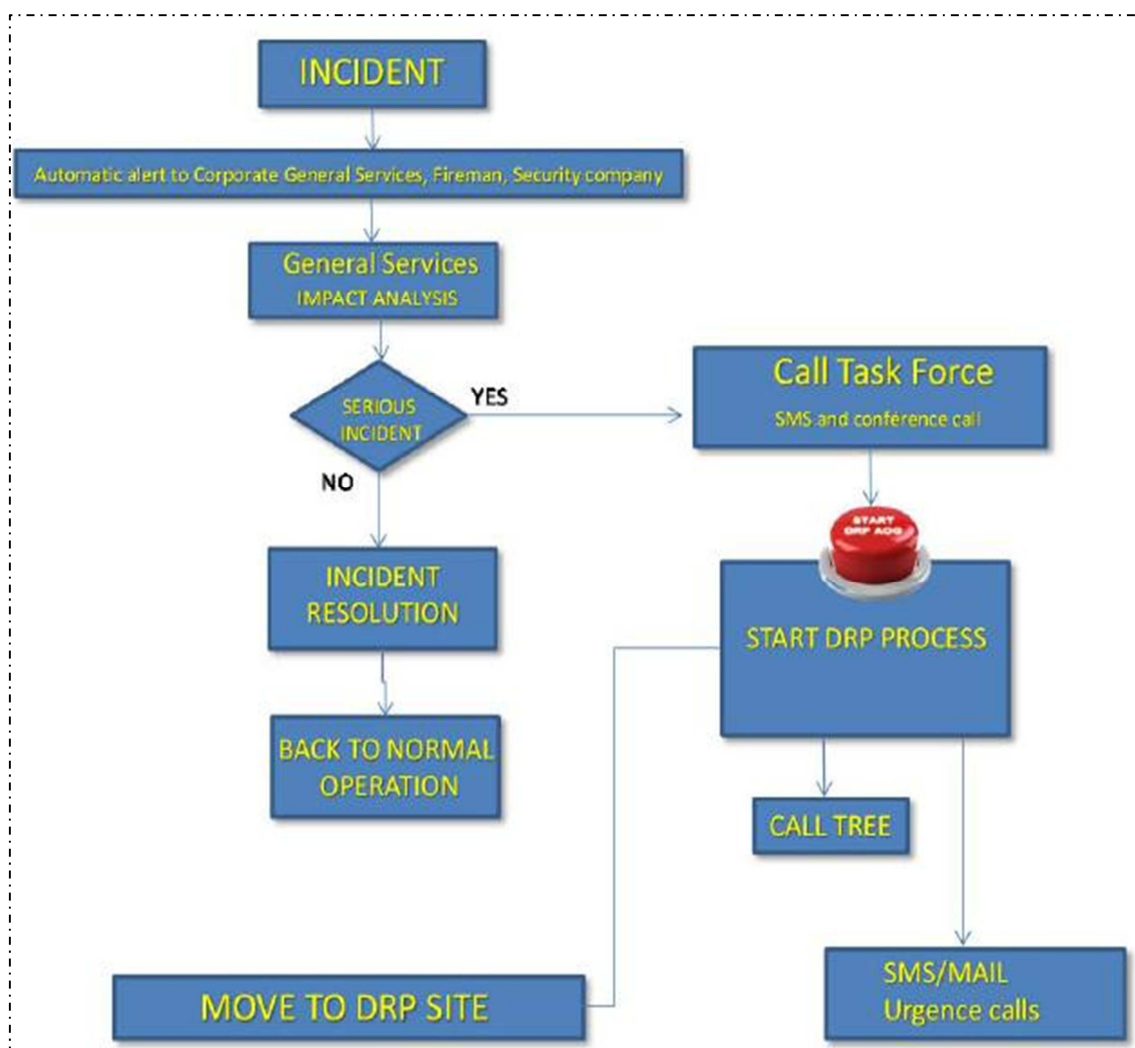 INCIDENT
Automatic alert to Corporate General Services, Fireman, Security company
General Services
IMPACT ANALYSIS
SERIOUS
INCIDENT
YES
NO
Call Task Force
SMS and conférence call
START
DRP AOG
START DRP PROCESS
INCIDENT
RESOLUTION
BACK TO NORMAL
OPERATION
CALL TREE
SMS/MAIL
Urgence calls
MOVE TO DRP SITE